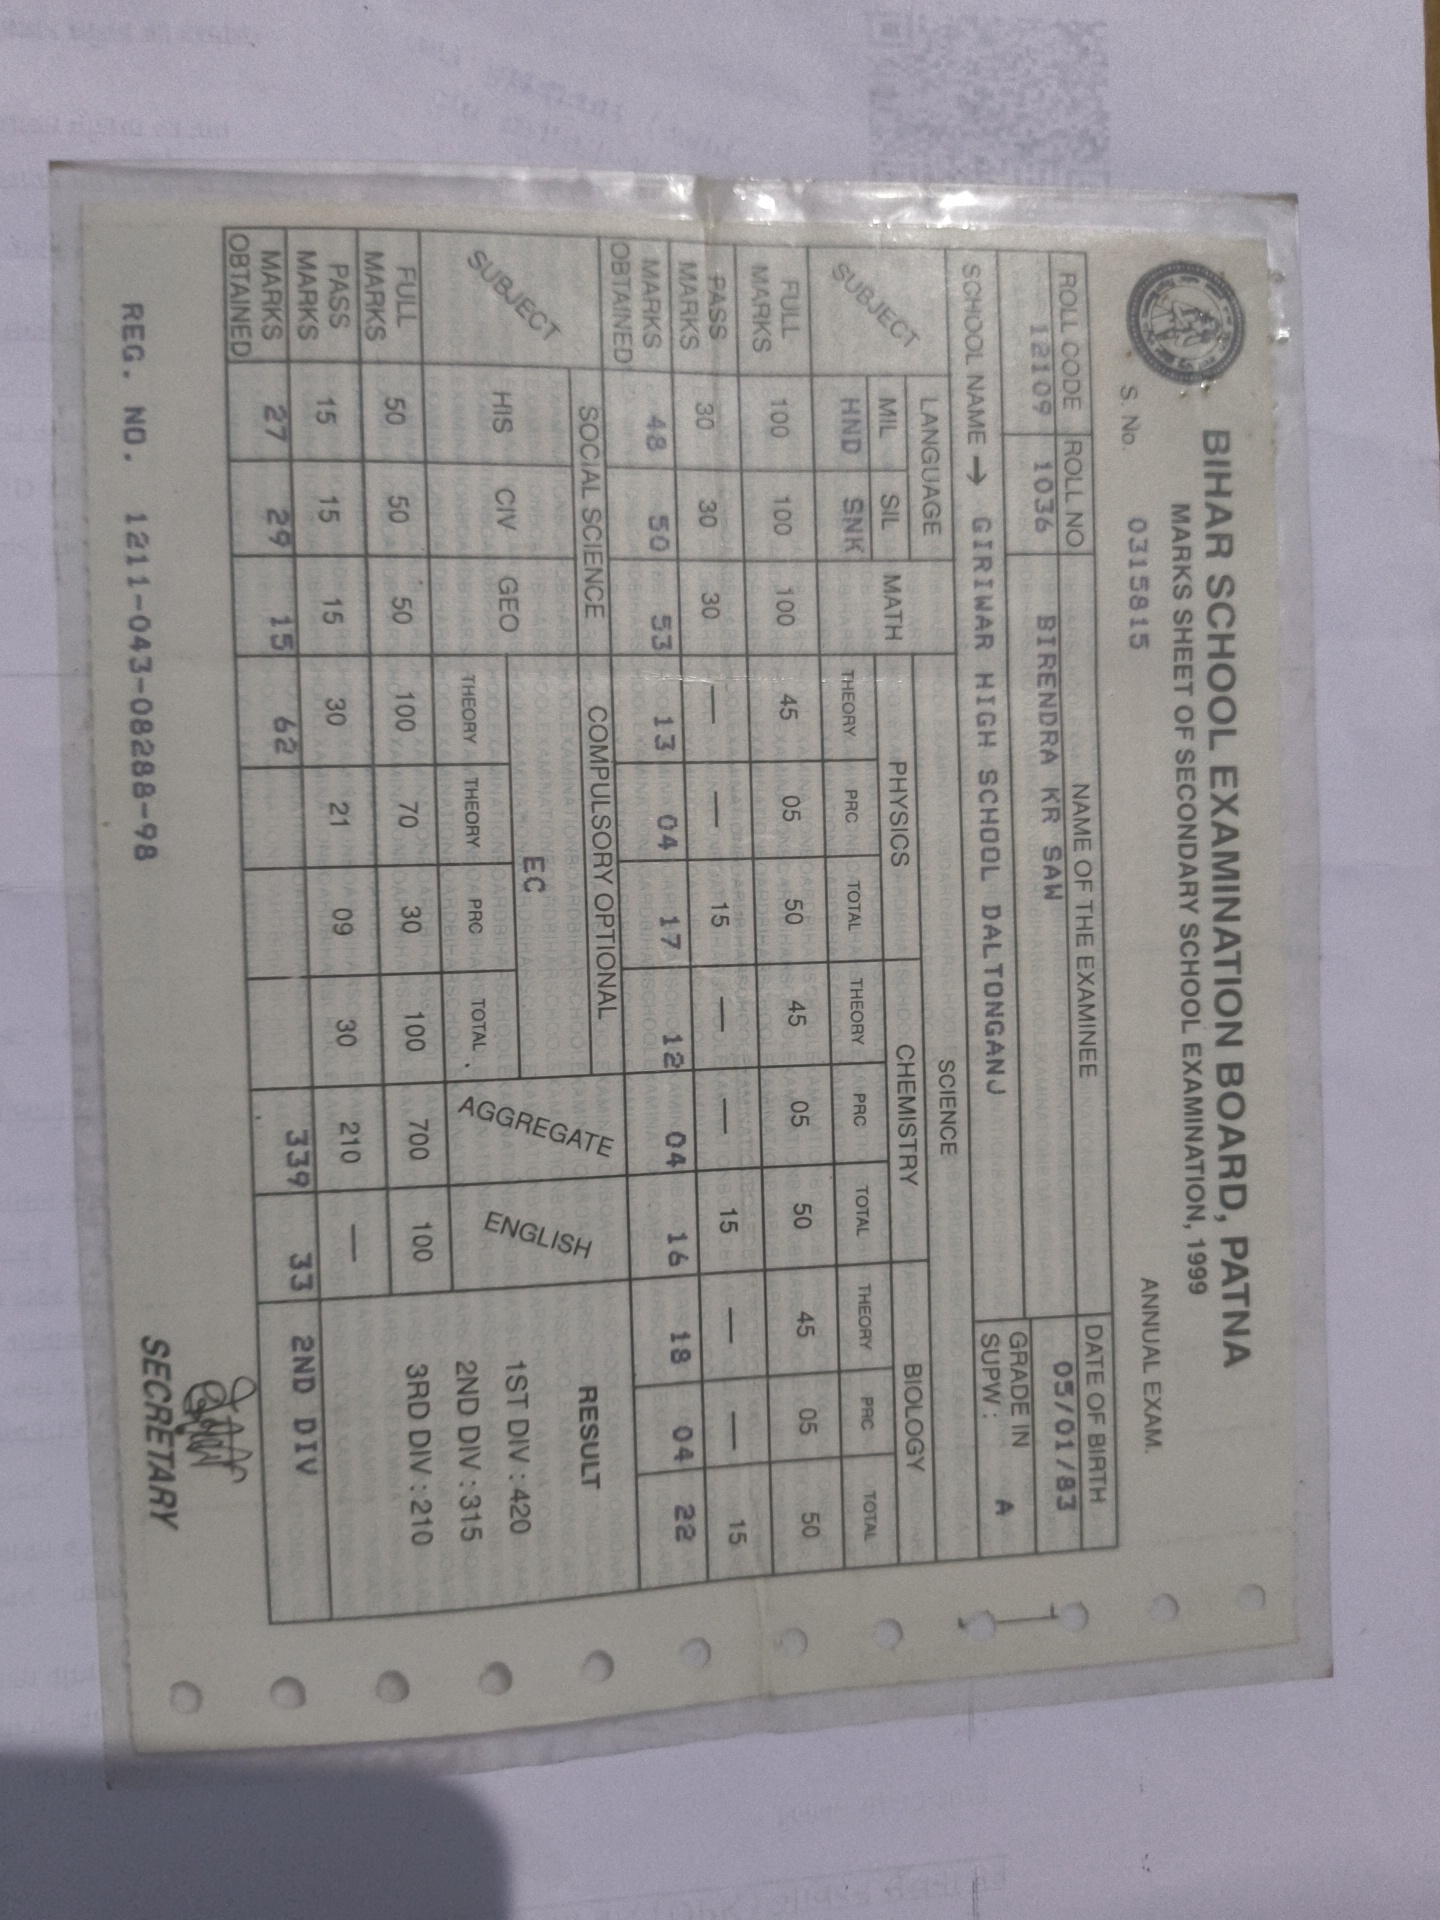 BIHAR SCHOOL EXAMINATION BOARD, PATNA
MARKS SHEET OF SECONDARY SCHOOL EXAMINATION, 1999
S. No. 0315815 ANNUAL EXAM.
ROLL CODE ROLL NO NAME OF THE EXAMINEE DATE OF BIRTH
12109 1036 BIRENDRA KR SAW 05/01/83
SCHOOL NAME → GIRIWAR HIGH SCHOOL DALTONGANJ GRADE IN SUPW : A
SUBJECT LANGUAGE MATH SCIENCE
MIL SIL PHYSICS CHEMISTRY BIOLOGY
HND SNK THEORY PRC TOTAL THEORY PRC TOTAL THEORY PRC TOTAL
FULL MARKS 100 100 100 45 05 50 45 05 50 45 05 50
PASS MARKS 30 30 30 — — 15 — — 15 — — 15
MARKS OBTAINED 48 50 53 13 04 17 12 04 16 18 04 22
SUBJECT SOCIAL SCIENCE COMPULSORY OPTIONAL AGGREGATE ENGLISH RESULT
HIS CIV GEO EC 1ST DIV : 420
THEORY THEORY PRC TOTAL 2ND DIV : 315
FULL MARKS 50 50 50 100 70 30 100 700 100 3RD DIV : 210
PASS MARKS 15 15 15 30 21 09 30 210 —
MARKS OBTAINED 27 29 15 62 339 33 2ND DIV
REG. NO. 1211-043-08288-98
SECRETARY